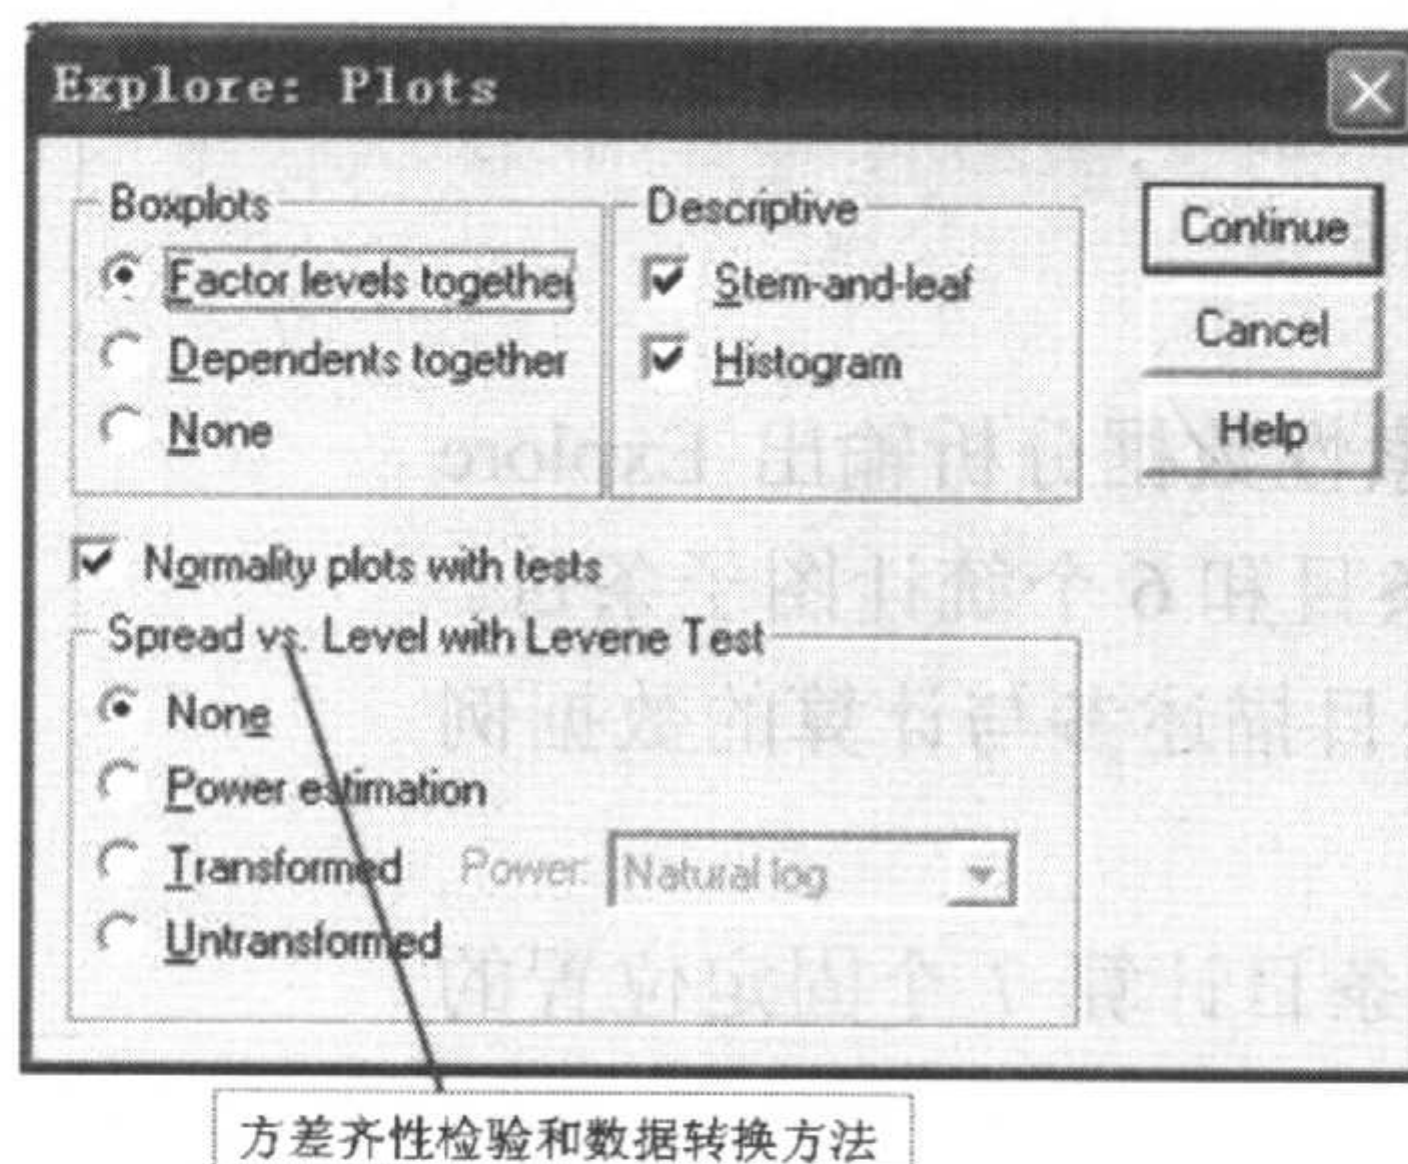 Explore: Plots
Boxplots
Factor levels together
Dependents together
None
Descriptive
Stem-and-leaf
Histogram
Continue
Cancel
Help
Normality plots with tests
Spread vs. Level with Levene Test
None
Power estimation
Transformed Power: Natural log
Untransformed
方差齐性检验和数据转换方法